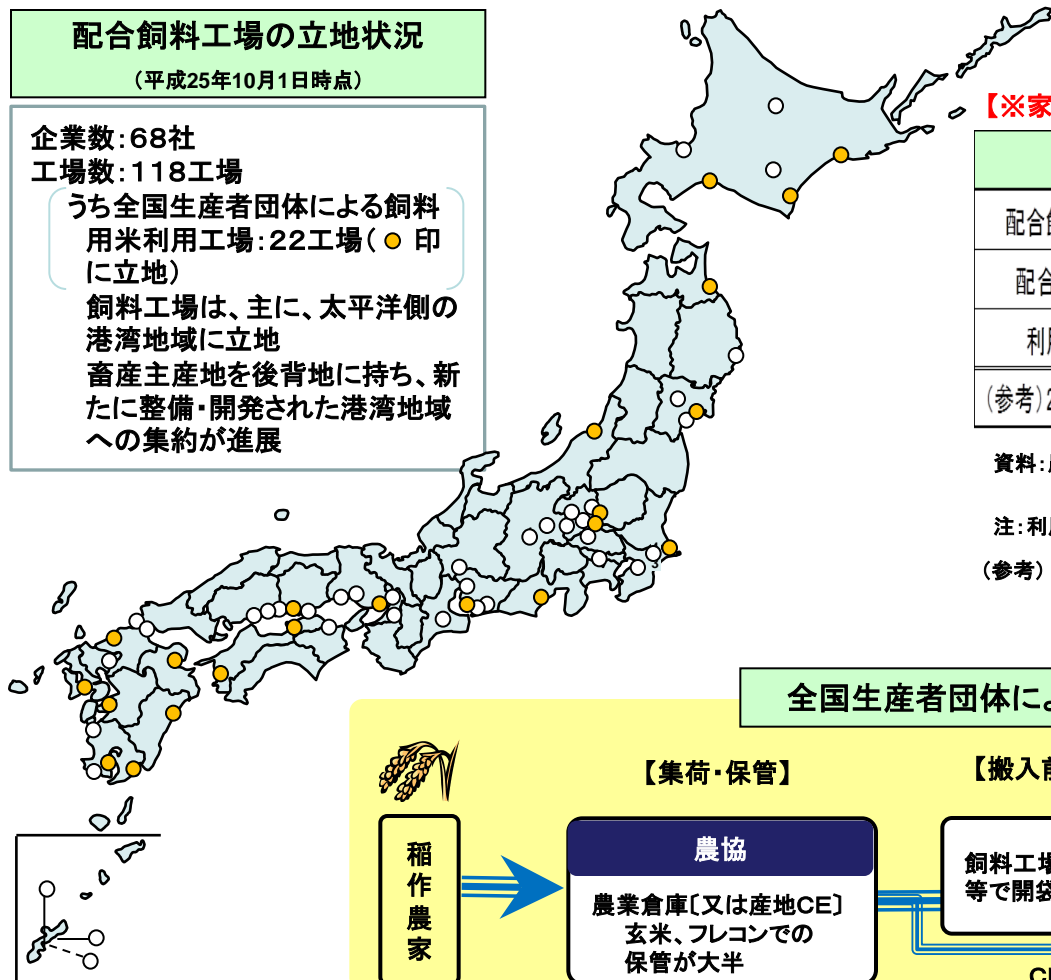 配合飼料工場の立地状況
（平成25年10月1日時点）
企業数：68社
工場数：118工場
うち全国生産者団体による飼料
用米利用工場：22工場（ 印
に立地）
飼料工場は、主に、太平洋側の
港湾地域に立地
畜産主産地を後背地に持ち、新
たに整備・開発された港湾地域
への集約が進展
【※家
配合飼
配合
利用
（参考）2
資料：
注：利用
（参考）
全国生産者団体によ
【集荷・保管】
【搬入前
稲作農家
農協
農業倉庫〔又は産地CE〕
玄米、フレコンでの
保管が大半
飼料工場
等で開袋